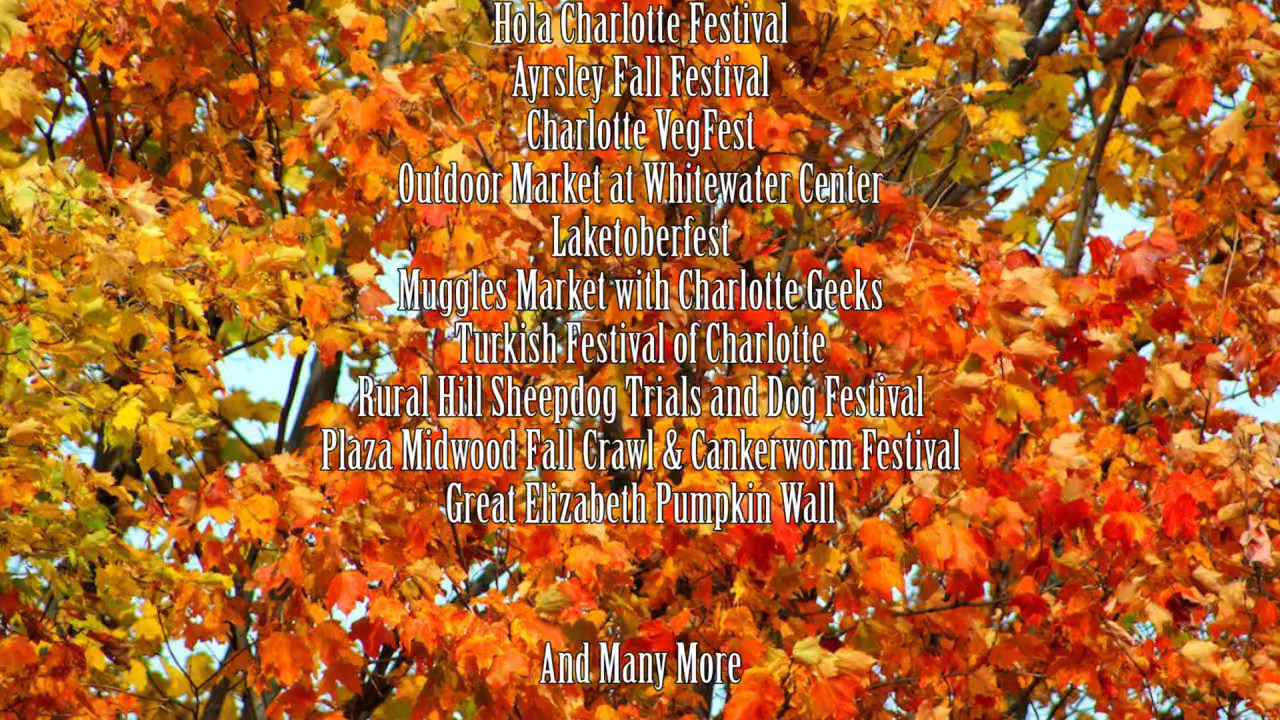 Hola Charlotte Festival
Ayrsley Fall Festival
Charlotte VegFest
Outdoor Market at Whitewater Center
Laketoberfest
Muggles Market with Charlotte Geeks
Turkish Festival of Charlotte
Rural Hill Sheepdog Trials and Dog Festival
Plaza Midwood Fall Crawl & Cankerworm Festival
Great Elizabeth Pumpkin Wall
And Many More